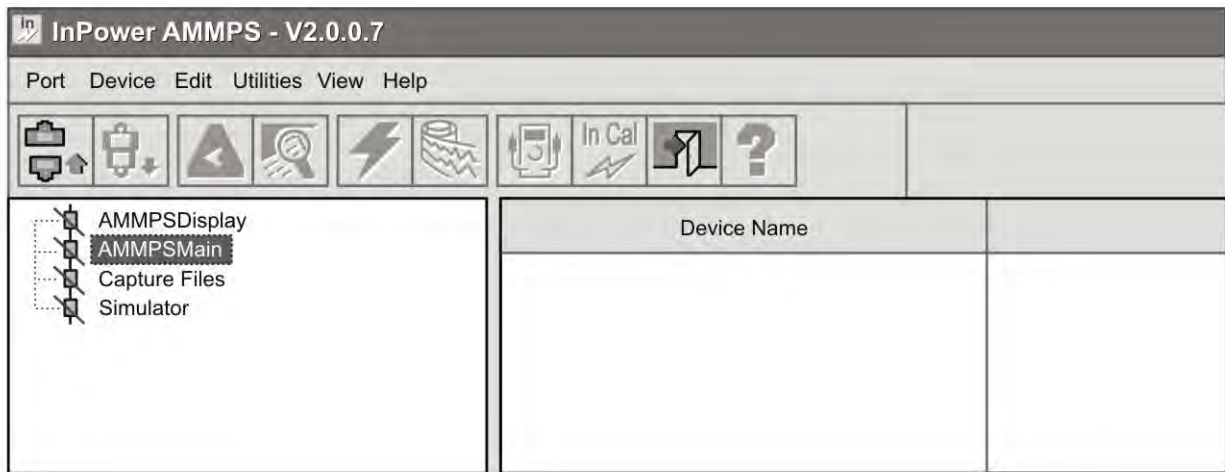 In
InPower AMMPS - V2.0.0.7
Port Device Edit Utilities View Help
In Cal
?
AMMPSDisplay
AMMPSMain
Capture Files
Simulator
Device Name